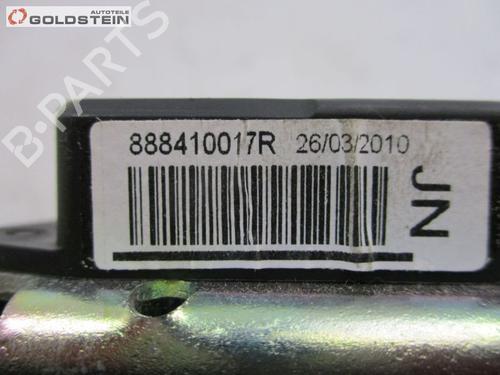 AUTOTEILE
GOLDSTEIN
B-PARTS
888410017R 26/03/2010
JN